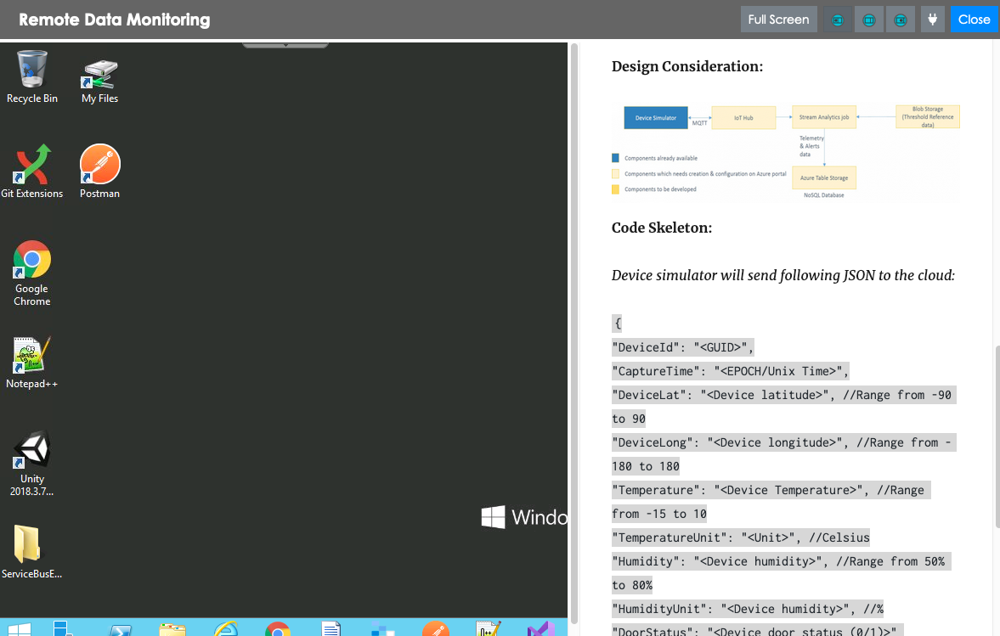 Remote Data Monitoring
Full Screen
Close
Recycle Bin
My Files
Git Extensions
Postman
Google
Chrome
Notepad++
Unity
2018.3.7...
ServiceBusE...
Windo
Design Consideration:
Device Simulator
MQTT
IoT Hub
Stream Analytics job
Blob Storage
(Threshold Reference
data)
Telemetry
& Alerts
data
Azure Table Storage
NoSQL Database
Components already available
Components which needs creation & configuration on Azure portal
Components to be developed
Code Skeleton:
Device simulator will send following JSON to the cloud:
{
"DeviceId": "<GUID>",
"CaptureTime": "<EPOCH/Unix Time>",
"DeviceLat": "<Device latitude>", //Range from -90
to 90
"DeviceLong": "<Device longitude>", //Range from -
180 to 180
"Temperature": "<Device Temperature>", //Range
from -15 to 10
"TemperatureUnit": "<Unit>", //Celsius
"Humidity": "<Device humidity>", //Range from 50%
to 80%
"HumidityUnit": "<Device humidity>", //%
"DoorStatus": "<Device door status (0/1)>"